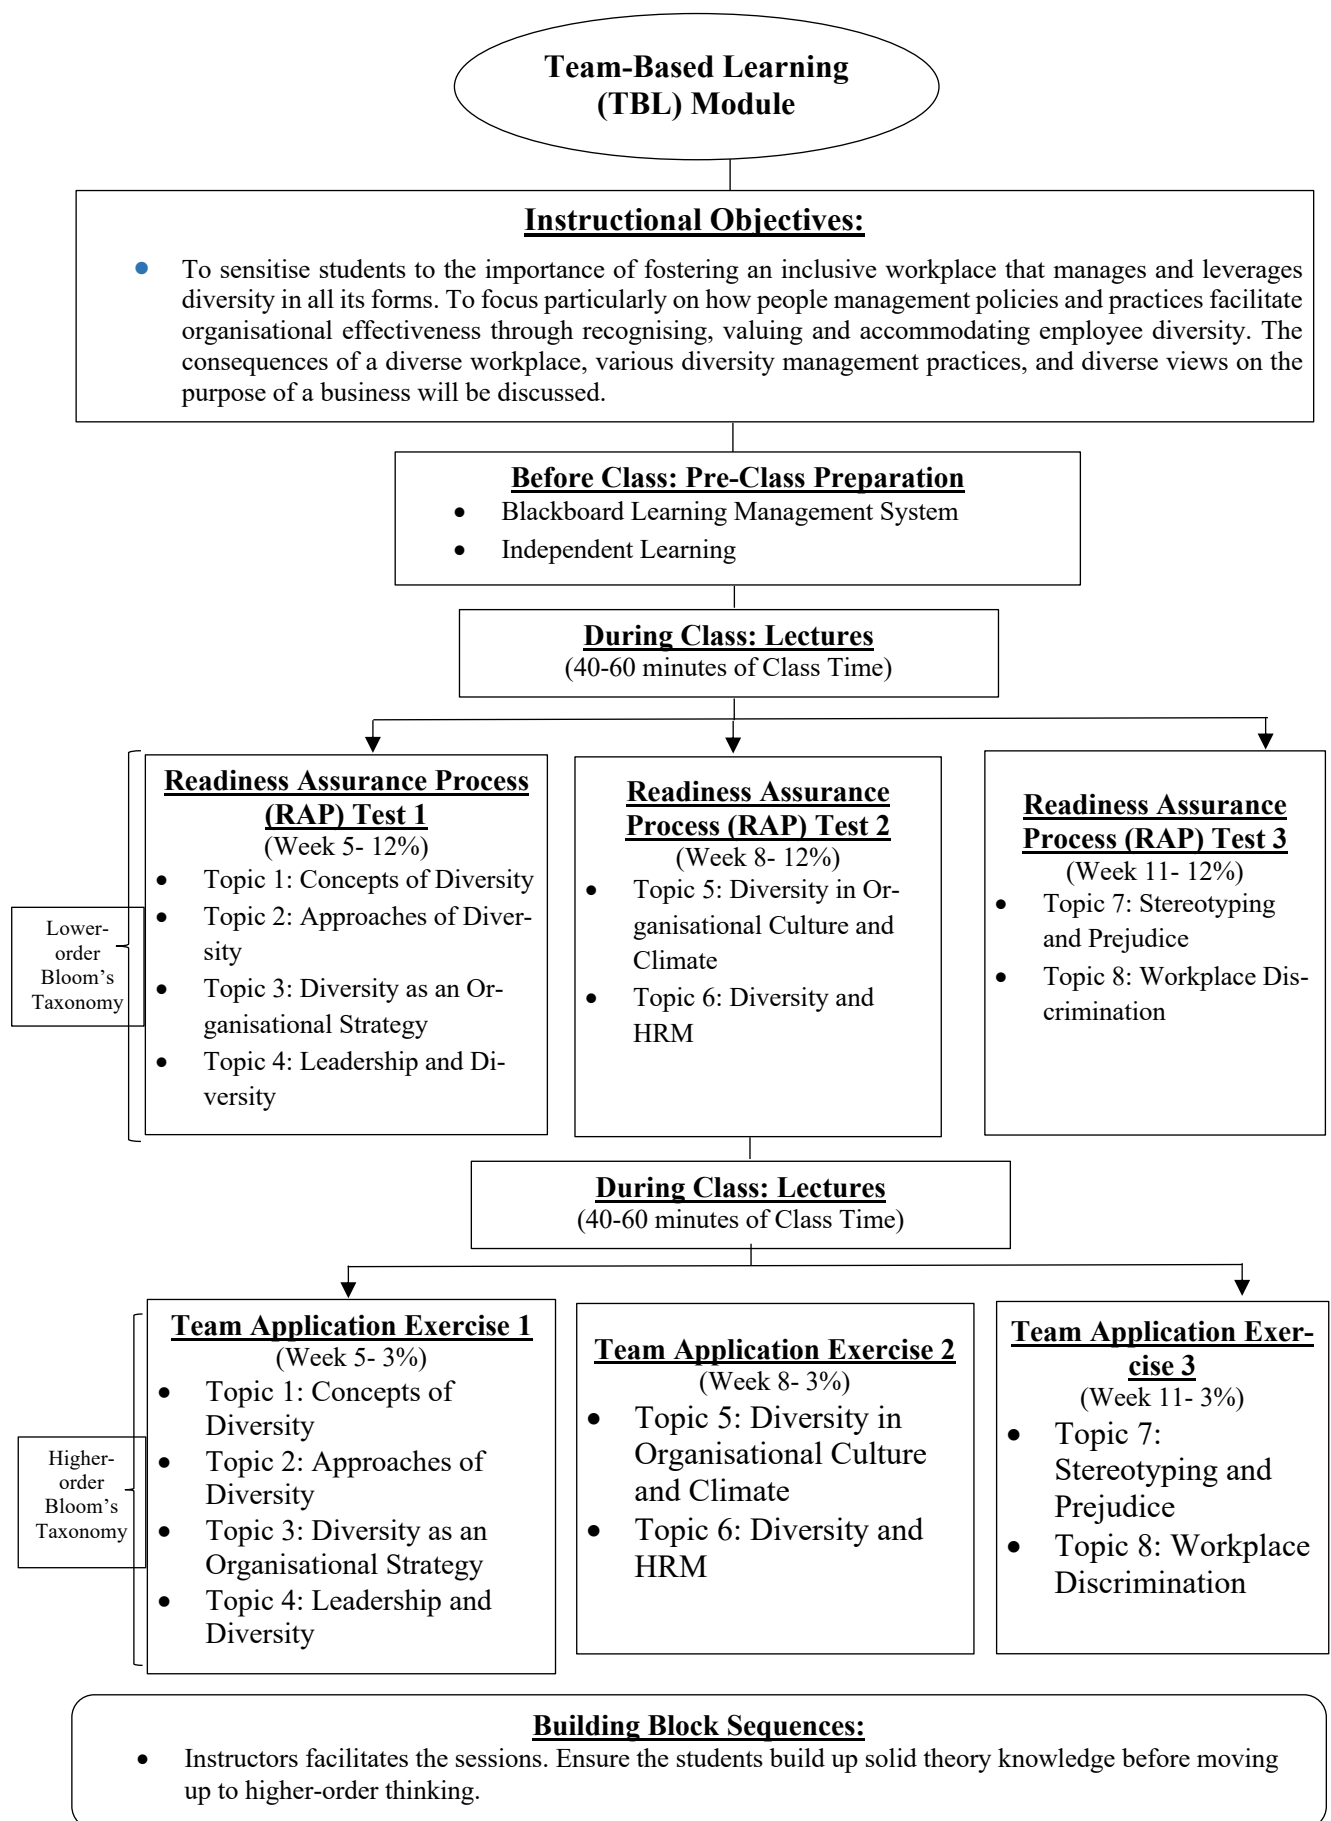 Team-Based Learning
(TBL) Module
Instructional Objectives:
• To sensitise students to the importance of fostering an inclusive workplace that manages and leverages
diversity in all its forms. To focus particularly on how people management policies and practices facilitate
organisational effectiveness through recognising, valuing and accommodating employee diversity. The
consequences of a diverse workplace, various diversity management practices, and diverse views on the
purpose of a business will be discussed.
Before Class: Pre-Class Preparation
• Blackboard Learning Management System
• Independent Learning
During Class: Lectures
(40-60 minutes of Class Time)
Lower-
order
Bloom's
Taxonomy
Readiness Assurance Process
(RAP) Test 1
(Week 5- 12%)
• Topic 1: Concepts of Diversity
• Topic 2: Approaches of Diver-
sity
• Topic 3: Diversity as an Or-
ganisational Strategy
• Topic 4: Leadership and Di-
versity
Readiness Assurance
Process (RAP) Test 2
(Week 8- 12%)
• Topic 5: Diversity in Or-
ganisational Culture and
Climate
• Topic 6: Diversity and
HRM
Readiness Assurance
Process (RAP) Test 3
(Week 11- 12%)
• Topic 7: Stereotyping
and Prejudice
• Topic 8: Workplace Dis-
crimination
During Class: Lectures
(40-60 minutes of Class Time)
Higher-
order
Bloom's
Taxonomy
Team Application Exercise 1
(Week 5- 3%)
• Topic 1: Concepts of
Diversity
• Topic 2: Approaches of
Diversity
• Topic 3: Diversity as an
Organisational Strategy
• Topic 4: Leadership and
Diversity
Team Application Exercise 2
(Week 8- 3%)
• Topic 5: Diversity in
Organisational Culture
and Climate
• Topic 6: Diversity and
HRM
Team Application Exer-
cise 3
(Week 11- 3%)
• Topic 7:
Stereotyping and
Prejudice
• Topic 8: Workplace
Discrimination
Building Block Sequences:
• Instructors facilitates the sessions. Ensure the students build up solid theory knowledge before moving
up to higher-order thinking.